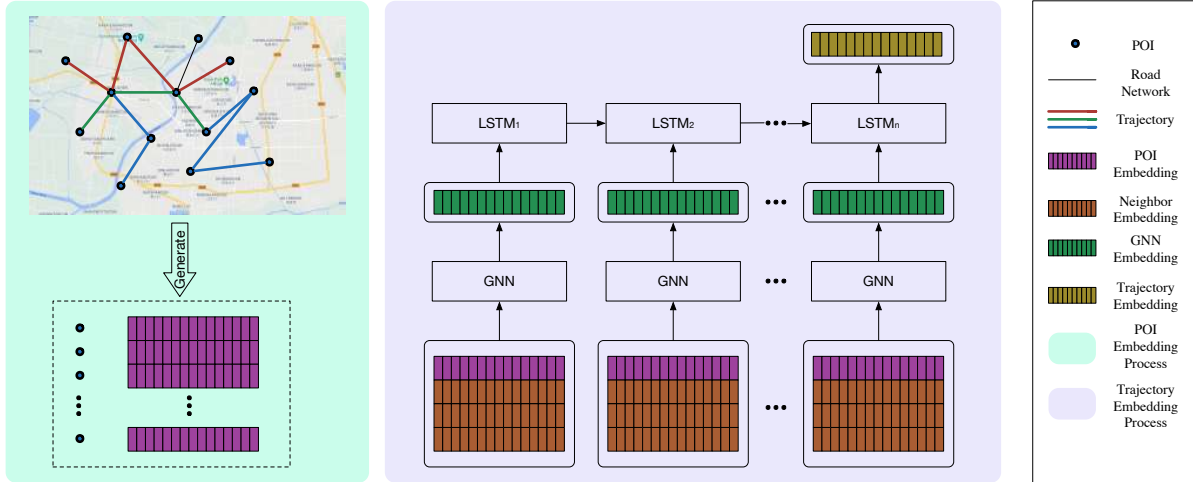 Generate
LSTM1
LSTM2
LSTMn
GNN
GNN
GNN
POI
Road
Network
Trajectory
POI
Embedding
Neighbor
Embedding
GNN
Embedding
Trajectory
Embedding
POI
Embedding
Process
Trajectory
Embedding
Process